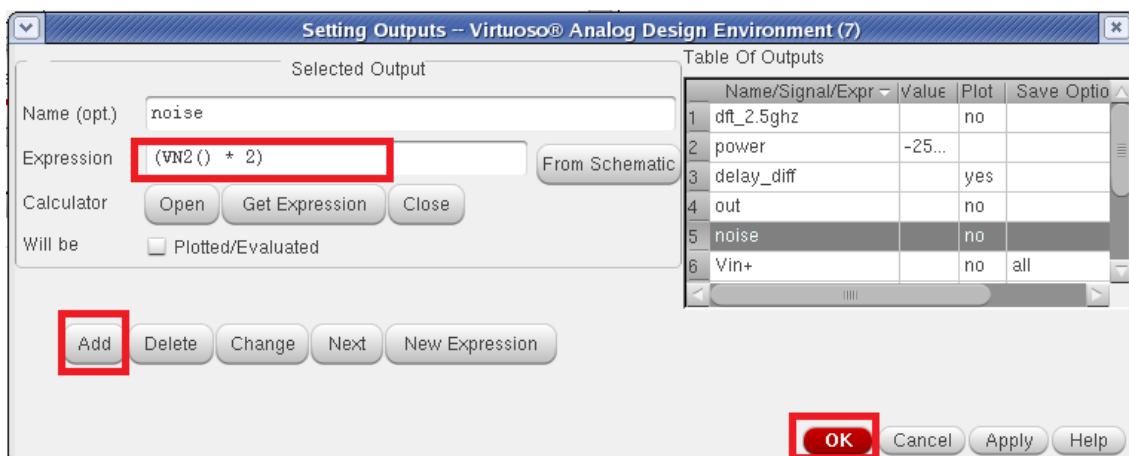 Setting Outputs -- Virtuoso® Analog Design Environment (7)
Selected Output
Name (opt.) noise
Expression (VN2() * 2) From Schematic
Calculator Open Get Expression Close
Will be Plotted/Evaluated
Table Of Outputs
Name/Signal/Expr Value Plot Save Optio
1 dft_2.5ghz no
2 power -25...
3 delay_diff yes
4 out no
5 noise no
6 Vin+ no all
Add Delete Change Next New Expression
OK Cancel Apply Help